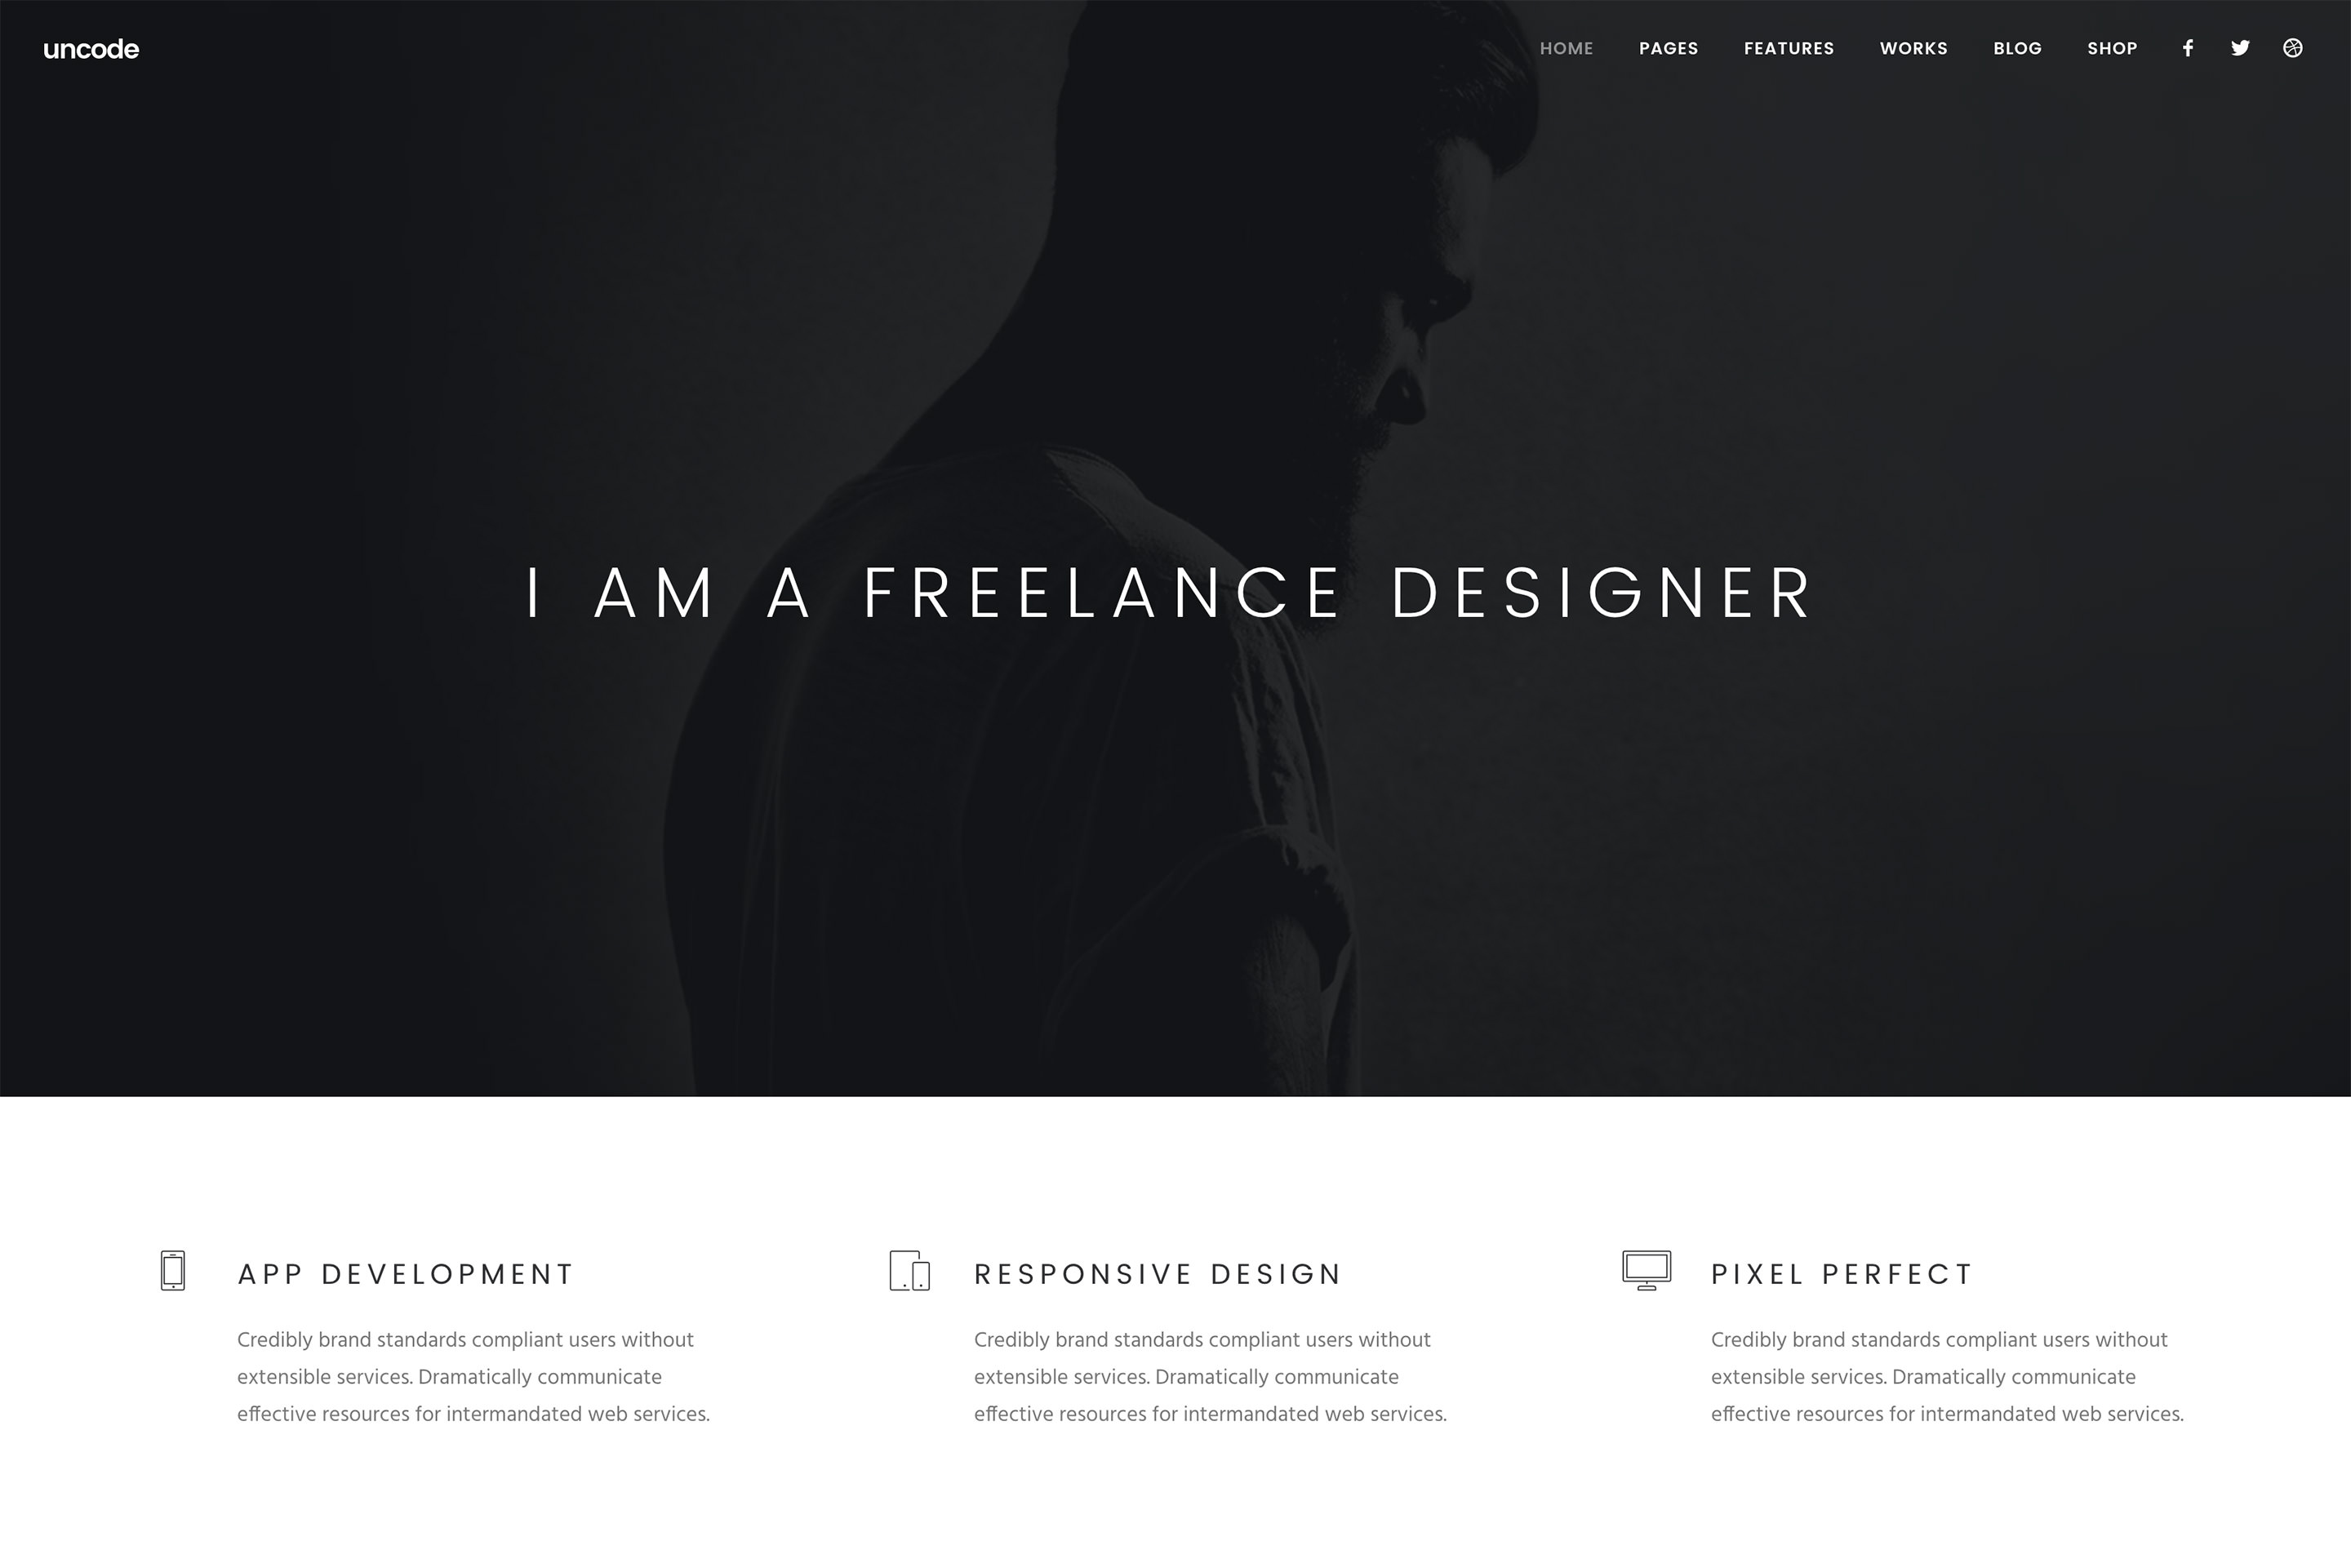 uncode
HOME PAGES FEATURES WORKS BLOG SHOP
I AM A FREELANCE DESIGNER
APP DEVELOPMENT
Credibly brand standards compliant users without
extensible services. Dramatically communicate
effective resources for intermandated web services.
RESPONSIVE DESIGN
Credibly brand standards compliant users without
extensible services. Dramatically communicate
effective resources for intermandated web services.
PIXEL PERFECT
Credibly brand standards compliant users without
extensible services. Dramatically communicate
effective resources for intermandated web services.